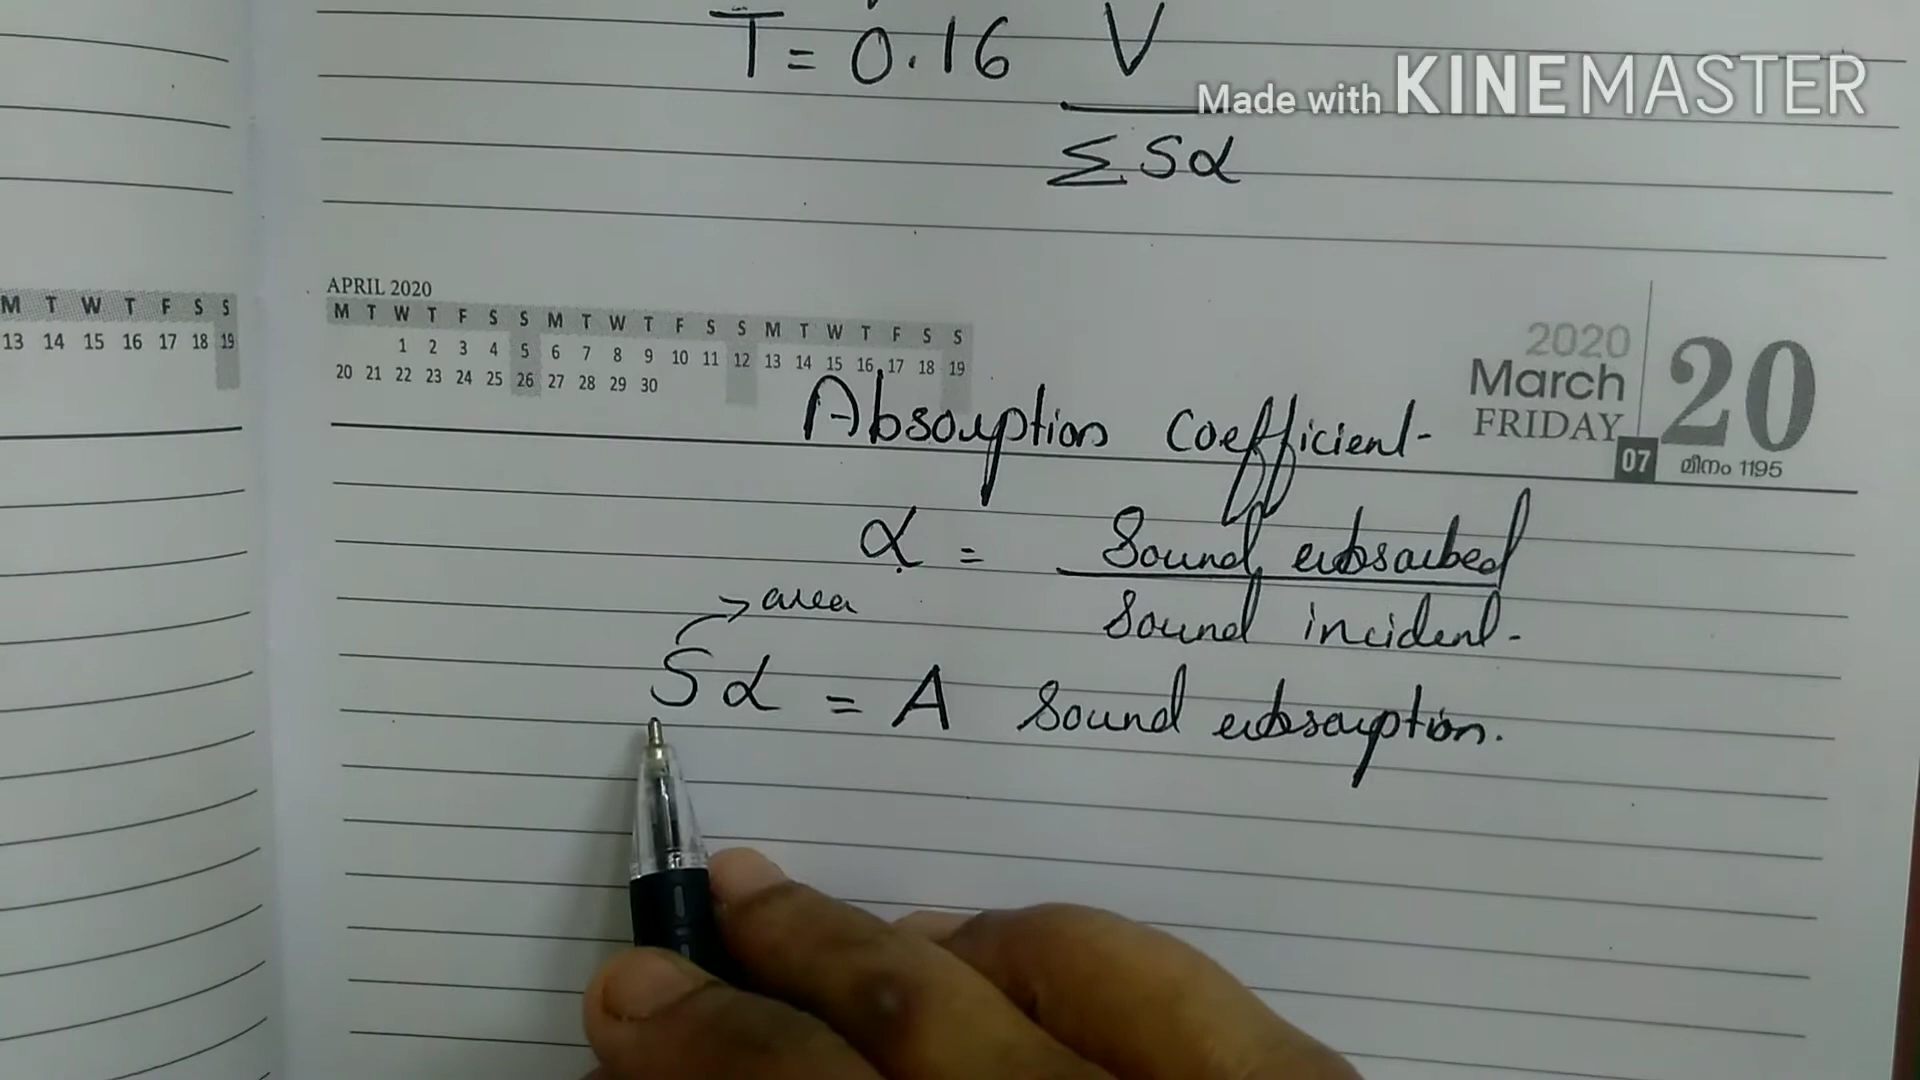 T = 0.16 V
Made with KINEMASTER
Σ Sα
M T W T F S S
13 14 15 16 17 18 19
APRIL 2020
M T W T F S S M T W T F S S M T W T F S S
1 2 3 4 5 6 7 8 9 10 11 12 13 14 15 16 17 18 19
20 21 22 23 24 25 26 27 28 29 30
2020
March
FRIDAY
20
07
മീനം 1195
Absorption Coefficient-
α = Sound absorbed
Sound incident-
→ area
Sα = A Sound absorption.